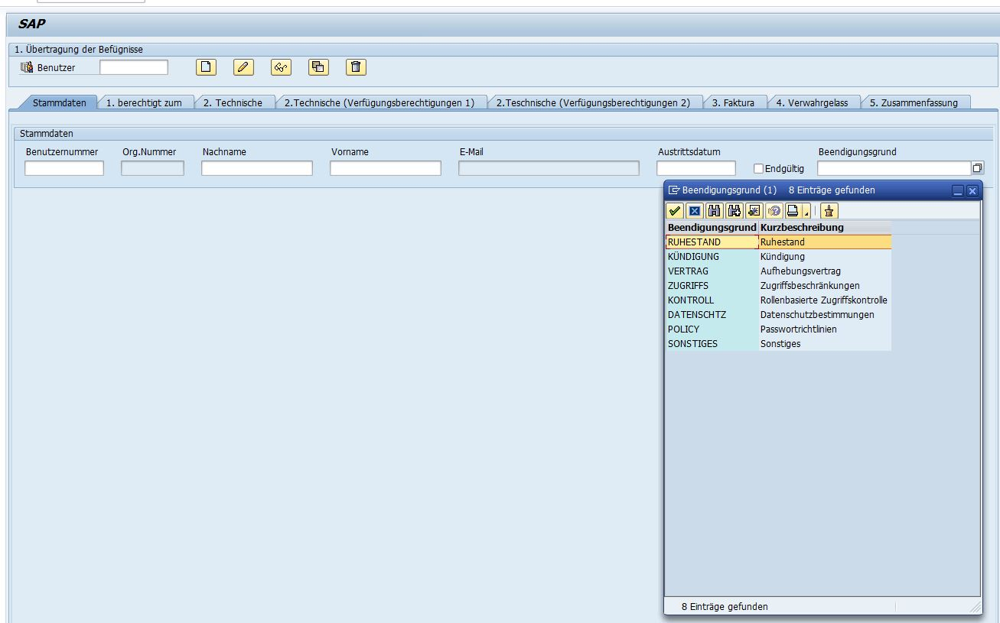 SAP
1. Übertragung der Befügnisse
Benutzer
Stammdaten 1. berechtigt zum 2. Technische 2.Technische (Verfügungsberechtigungen 1) 2.Teschnische (Verfügungsberechtigungen 2) 3. Faktura 4. Verwahrgelass 5. Zusammenfassung
Stammdaten
Benutzernummer Org.Nummer Nachname Vorname E-Mail Austrittsdatum Beendigungsgrund
Endgültig
Beendigungsgrund (1) 8 Einträge gefunden
Beendigungsgrund Kurzbeschreibung
RUHESTAND Ruhestand
KÜNDIGUNG Kündigung
VERTRAG Aufhebungsvertrag
ZUGRIFFS Zugriffsbeschränkungen
KONTROLL Rollenbasierte Zugriffskontrolle
DATENSCHTZ Datenschutzbestimmungen
POLICY Passwortrichtlinien
SONSTIGES Sonstiges
8 Einträge gefunden